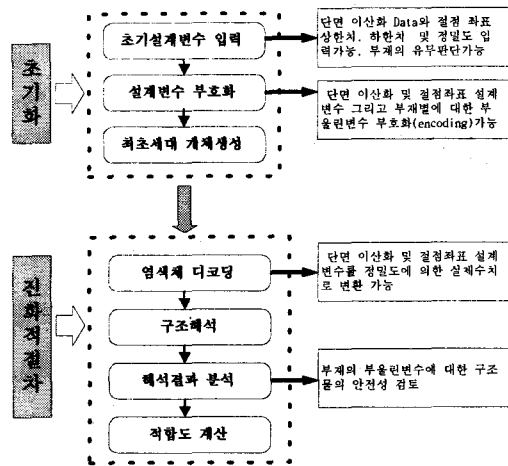 초기화
초기설계변수 입력
설계변수 부호화
최초세대 개체생성
단면 이산화 Data와 절점 좌표
상한치, 하한치 및 정밀도 입
력가능. 부재의 유무판단가능
단면 이산화 및 절점좌표 설계
변수 그리고 부재별에 대한 부
울린변수 부호화(encoding)가능
진화적절차
염색체 디코딩
구조해석
해석결과 분석
적합도 계산
단면 이산화 및 절점좌표 설계
변수를 정밀도에 의한 실제수치
로 변환 가능
부재의 부울린변수에 대한 구조
물의 안전성 검토